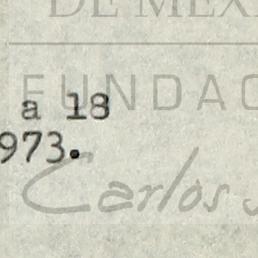 DE MEX
FUNDAC
a 18
973.
Carlos